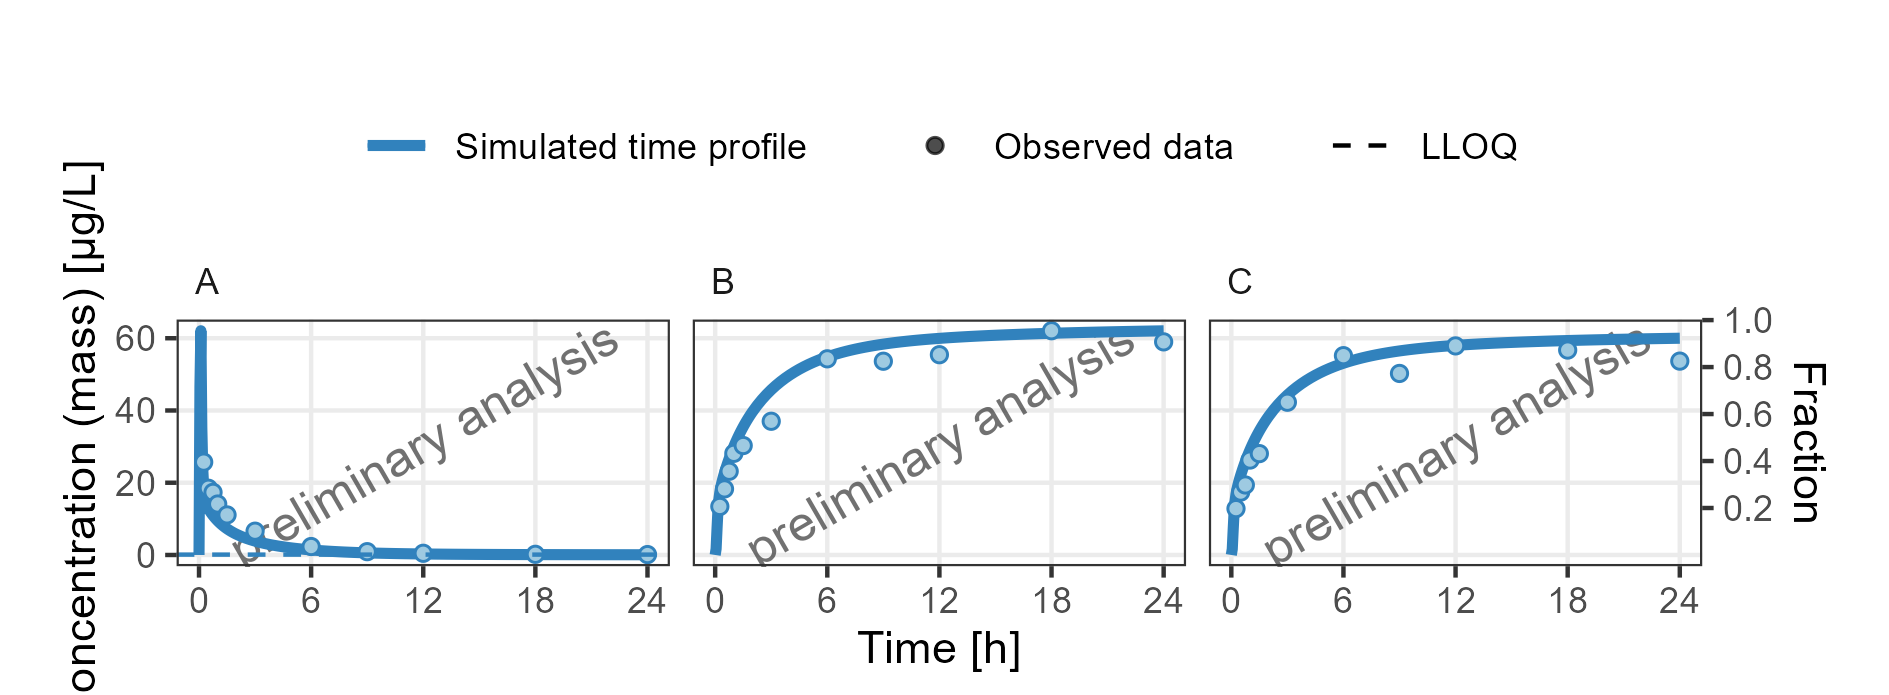 Simulated time profile
Observed data
LLOQ
oncentration (mass) [µg/L]
A
B
C
60
40
20
0
preliminary analysis
preliminary analysis
preliminary analysis
1.0
0.8
0.6
0.4
0.2
Fraction
0 6 12 18 24
0 6 12 18 24
0 6 12 18 24
Time [h]